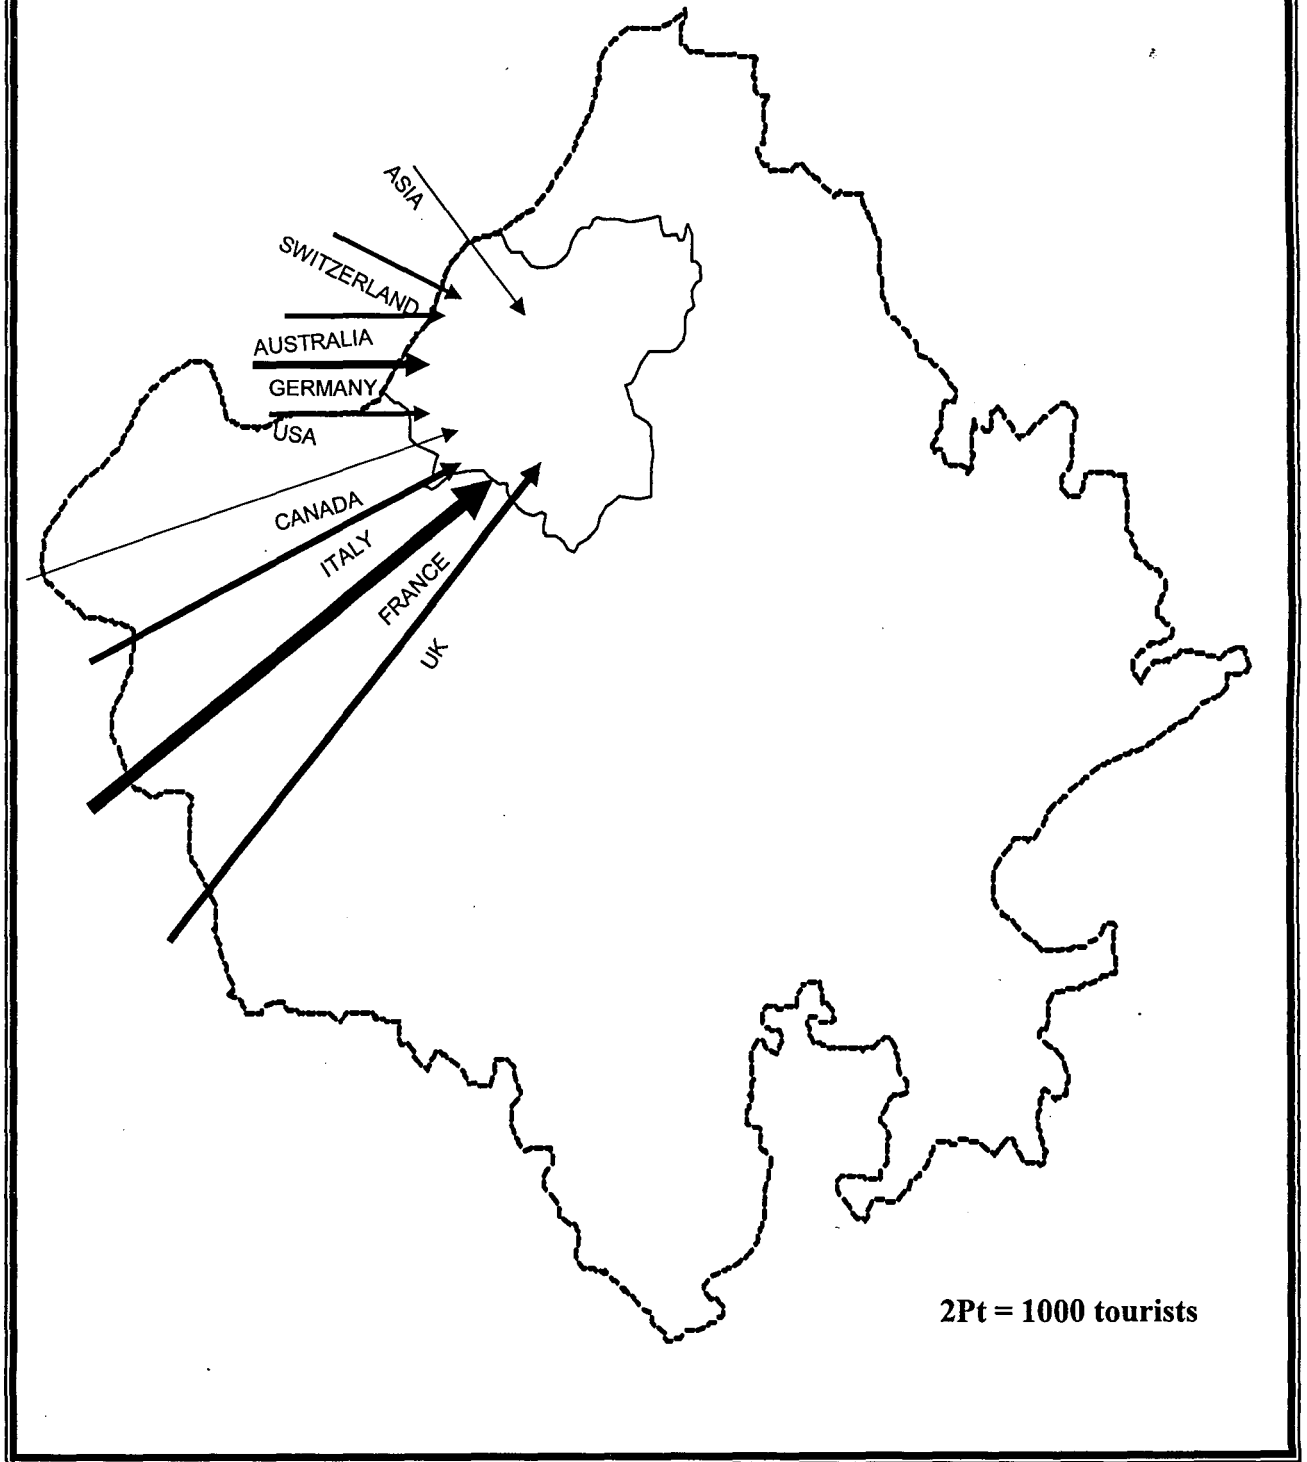 ASIA
SWITZERLAND
AUSTRALIA
GERMANY
USA
CANADA
ITALY
FRANCE
UK
2Pt = 1000 tourists